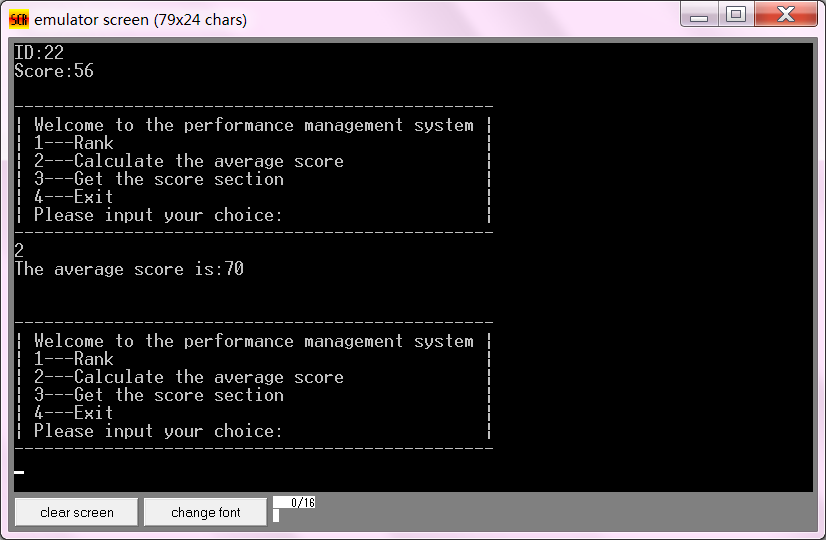 SCR emulator screen (79x24 chars)
ID:22
Score:56
-------------------------------------------------
| Welcome to the performance management system |
| 1---Rank |
| 2---Calculate the average score |
| 3---Get the score section |
| 4---Exit |
| Please input your choice: |
-------------------------------------------------
2
The average score is:70
-------------------------------------------------
| Welcome to the performance management system |
| 1---Rank |
| 2---Calculate the average score |
| 3---Get the score section |
| 4---Exit |
| Please input your choice: |
-------------------------------------------------
clear screen change font 0/16